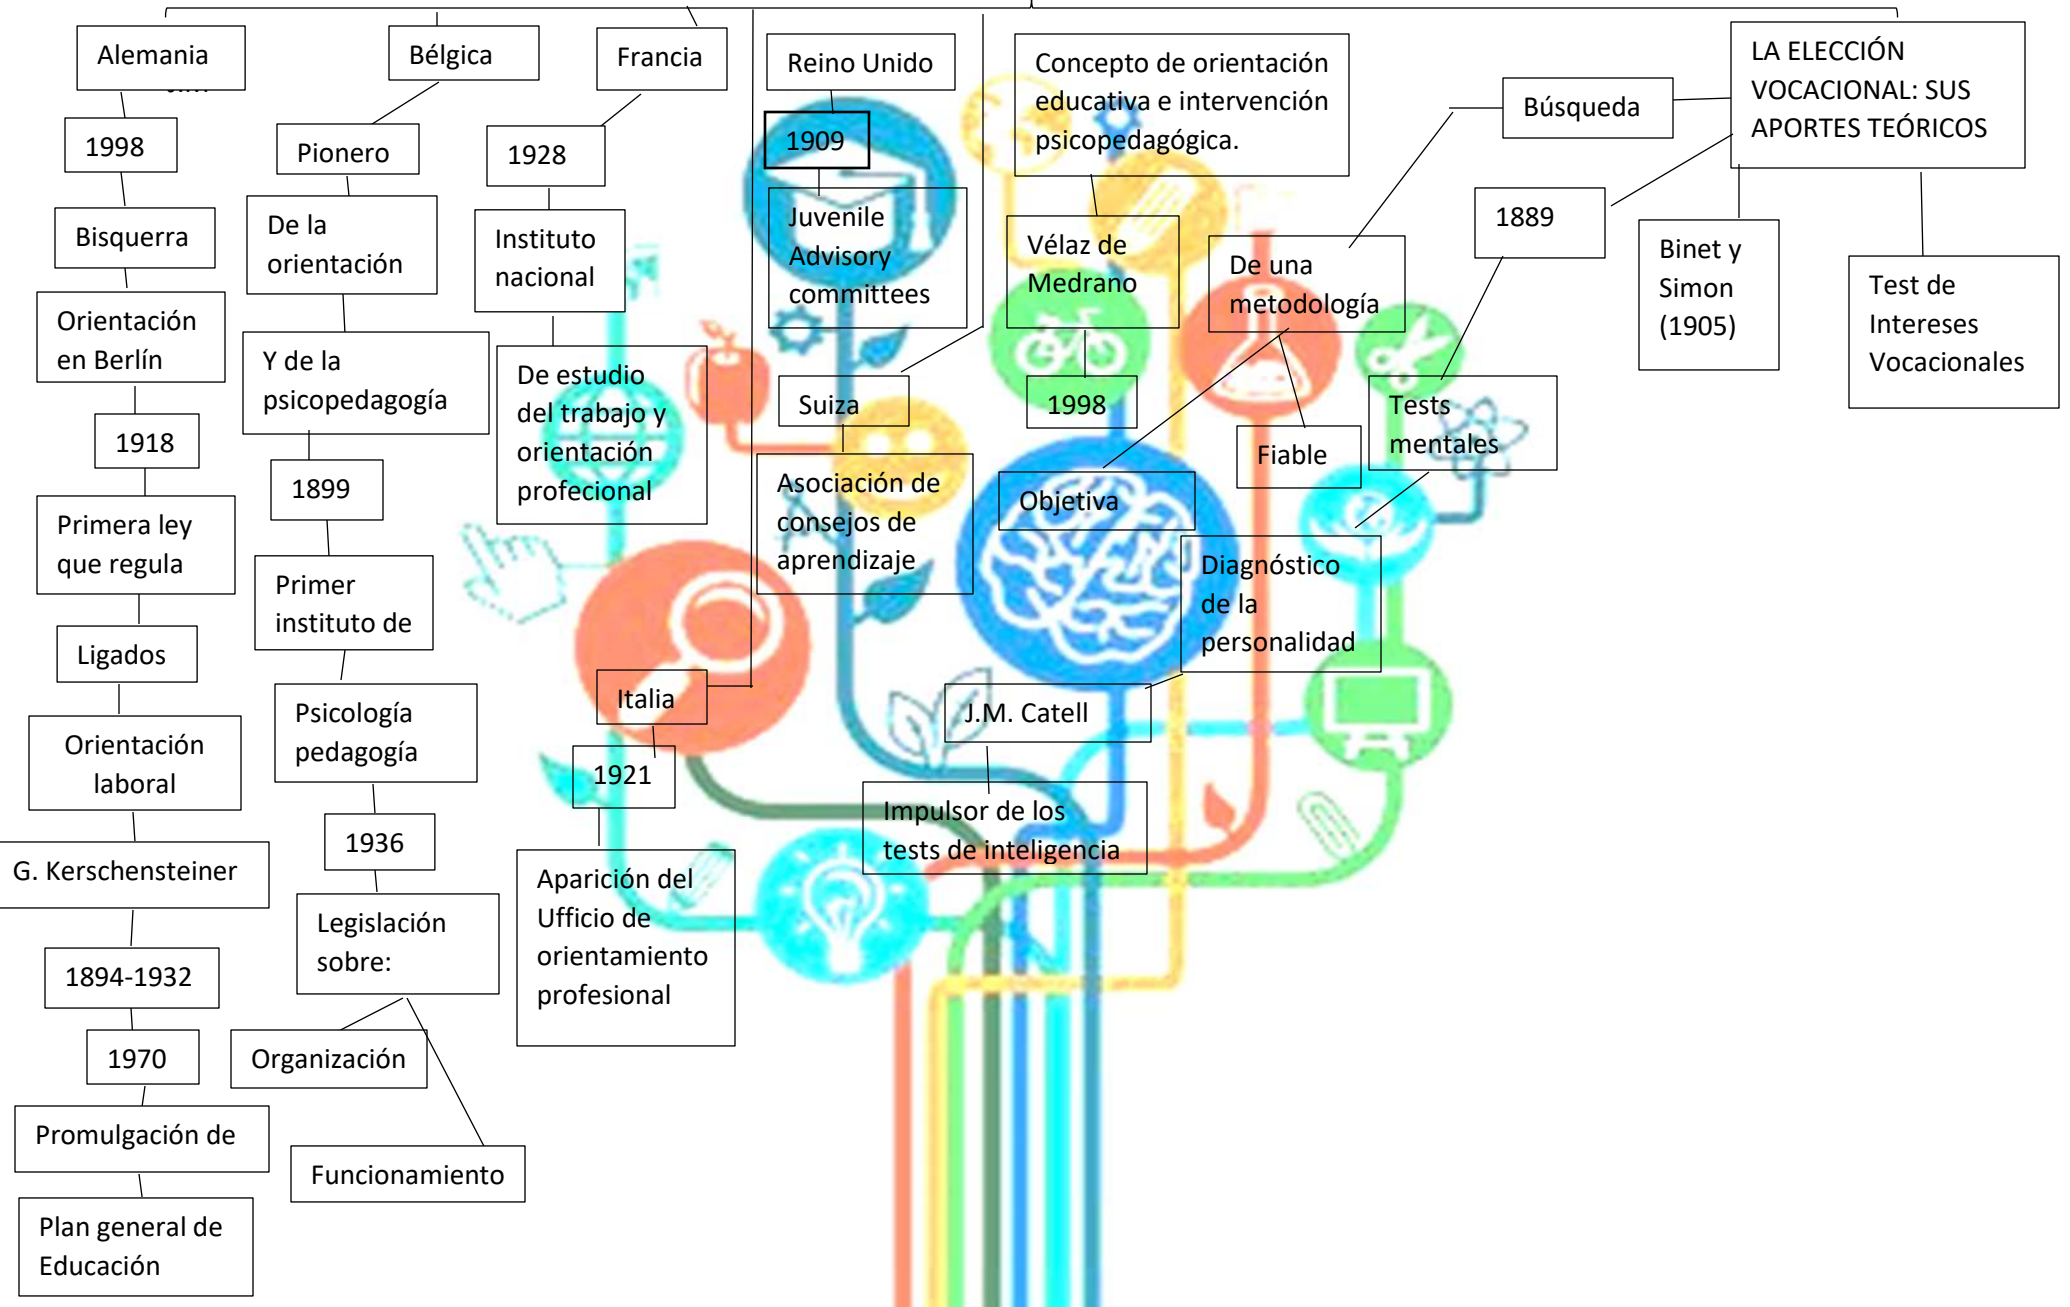 Alemania
1998
Bisquerra
Orientación
en Berlín
1918
Primera ley
que regula
Ligados
Orientación
laboral
G. Kerschensteiner
1894-1932
1970
Promulgación de
Plan general de
Educación
Bélgica
Pionero
De la
orientación
Y de la
psicopedagogía
1899
Primer
instituto de
Psicología
pedagogía
1936
Legislación
sobre:
Organización
Funcionamiento
Francia
1928
Instituto
nacional
De estudio
del trabajo y
orientación
profecional
Italia
1921
Aparición del
Ufficio de
orientamiento
profesional
Reino Unido
1909
Juvenile
Advisory
committees
Suiza
Asociación de
consejos de
aprendizaje
Concepto de orientación
educativa e intervención
psicopedagógica.
Vélaz de
Medrano
1998
LA ELECCIÓN
VOCACIONAL: SUS
APORTES TEÓRICOS
Búsqueda
De una
metodología
Objetiva
Fiable
1889
Tests
mentales
Diagnóstico
de la
personalidad
J.M. Catell
Impulsor de los
tests de inteligencia
Binet y
Simon
(1905)
Test de
Intereses
Vocacionales